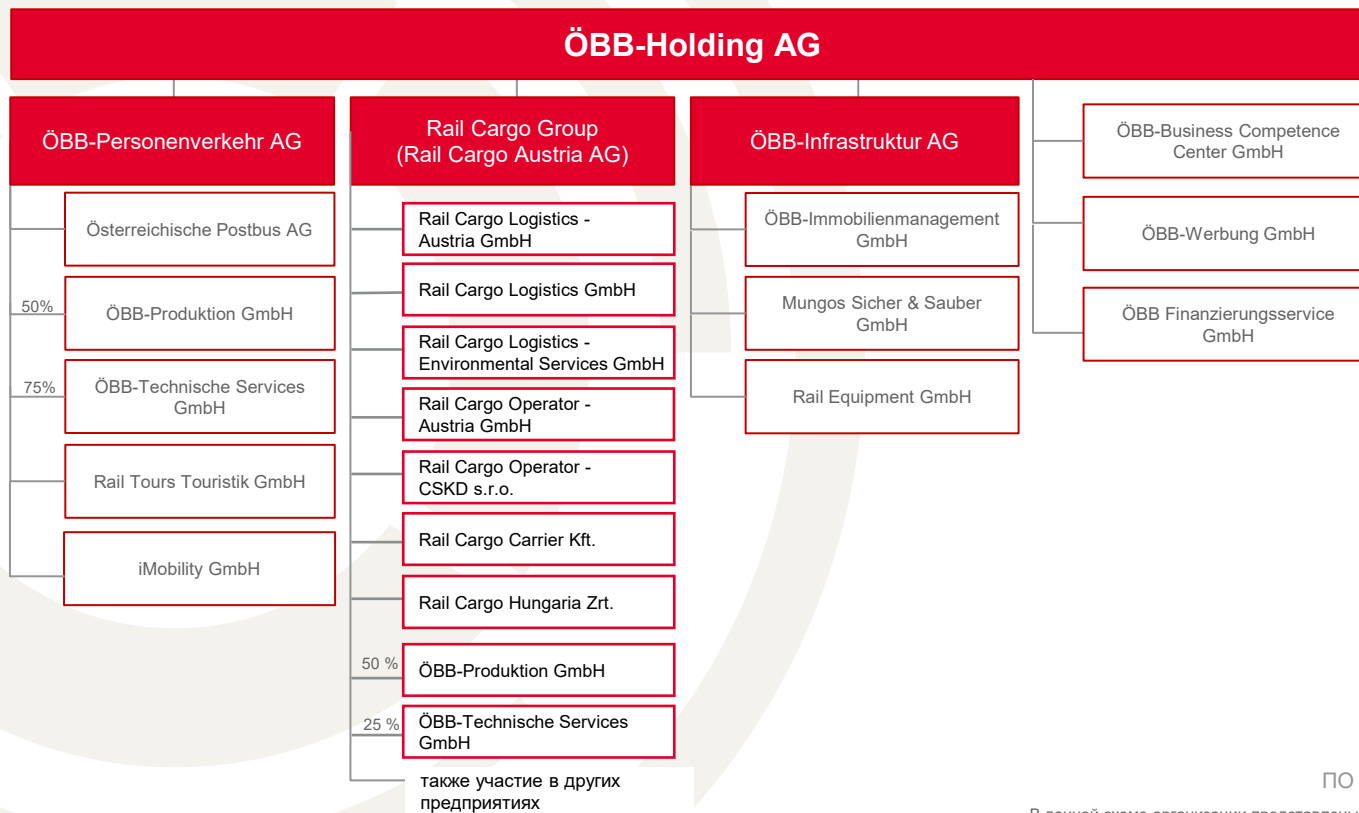 ÖBB-Holding AG
ÖBB-Personenverkehr AG
Österreichische Postbus AG
50%
ÖBB-Produktion GmbH
75%
ÖBB-Technische Services
GmbH
Rail Tours Touristik GmbH
iMobility GmbH
Rail Cargo Group
(Rail Cargo Austria AG)
Rail Cargo Logistics -
Austria GmbH
Rail Cargo Logistics GmbH
Rail Cargo Logistics -
Environmental Services GmbH
Rail Cargo Operator -
Austria GmbH
Rail Cargo Operator -
CSKD s.r.o.
Rail Cargo Carrier Kft.
Rail Cargo Hungaria Zrt.
50 %
ÖBB-Produktion GmbH
25 %
ÖBB-Technische Services
GmbH
также участие в других
предприятиях
ÖBB-Infrastruktur AG
ÖBB-Immobilienmanagement
GmbH
Mungos Sicher & Sauber
GmbH
Rail Equipment GmbH
ÖBB-Business Competence
Center GmbH
ÖBB-Werbung GmbH
ÖBB Finanzierungsservice
GmbH
ПО
В данной схеме организации